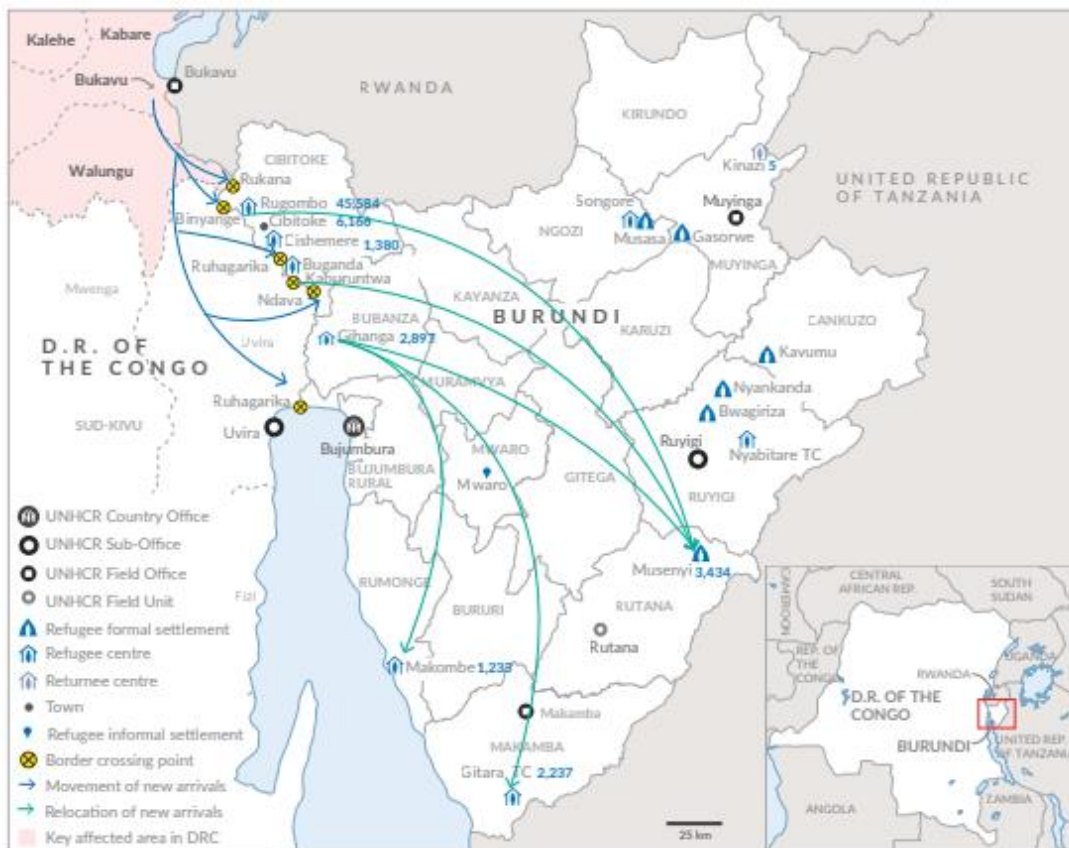 Kalehe
Kabare
Bukavu
Bukavu
RWANDA
KIRUNDO
Walungu
CIBITOKE
Rukana
Kinazi 5
UNITED REPUBLIC
OF TANZANIA
Rugombo 45,584
Binyange
Cibitoke 6,166
Cishemere
1,380
Songore
Musasa
Gasorwe
Muyinga
NGOZI
MUYINGA
Ruhagarika
Buganda
Kaburuntwa
Ndava
Mwenga
KAYANZA
BUBANZA
BURUNDI
KARUZI
CANKUZO
Gihanga 2,897
Uvira
D.R. OF
THE CONGO
Kavumu
MURAMVYA
Nyankanda
Bwagiriza
Ruhagarika
SUD-KIVU
Uvira
Bujumbura
BUJUMBURA
RURAL
MWARO
Mwaro
GITEGA
Ruyigi
Nyabitare TC
RUYIGI
Musenyi 3,434
RUMONGE
Fizi
BURURI
RUTANA
Rutana
Makombe 1,233
Makamba
MAKAMBA
Gitara, TC 2,237
25 km
UNHCR Country Office
UNHCR Sub-Office
UNHCR Field Office
UNHCR Field Unit
Refugee formal settlement
Refugee centre
Returnee centre
Town
Refugee informal settlement
Border crossing point
Movement of new arrivals
Relocation of new arrivals
Key affected area in DRC
CAMEROON
CENTRAL
AFRICAN REP.
SOUTH
SUDAN
REP. OF
THE
CONGO
UGANDA
RWANDA
D.R. OF THE
CONGO
BURUNDI
UNITED REP.
OF TANZANIA
ANGOLA
ZAMBIA